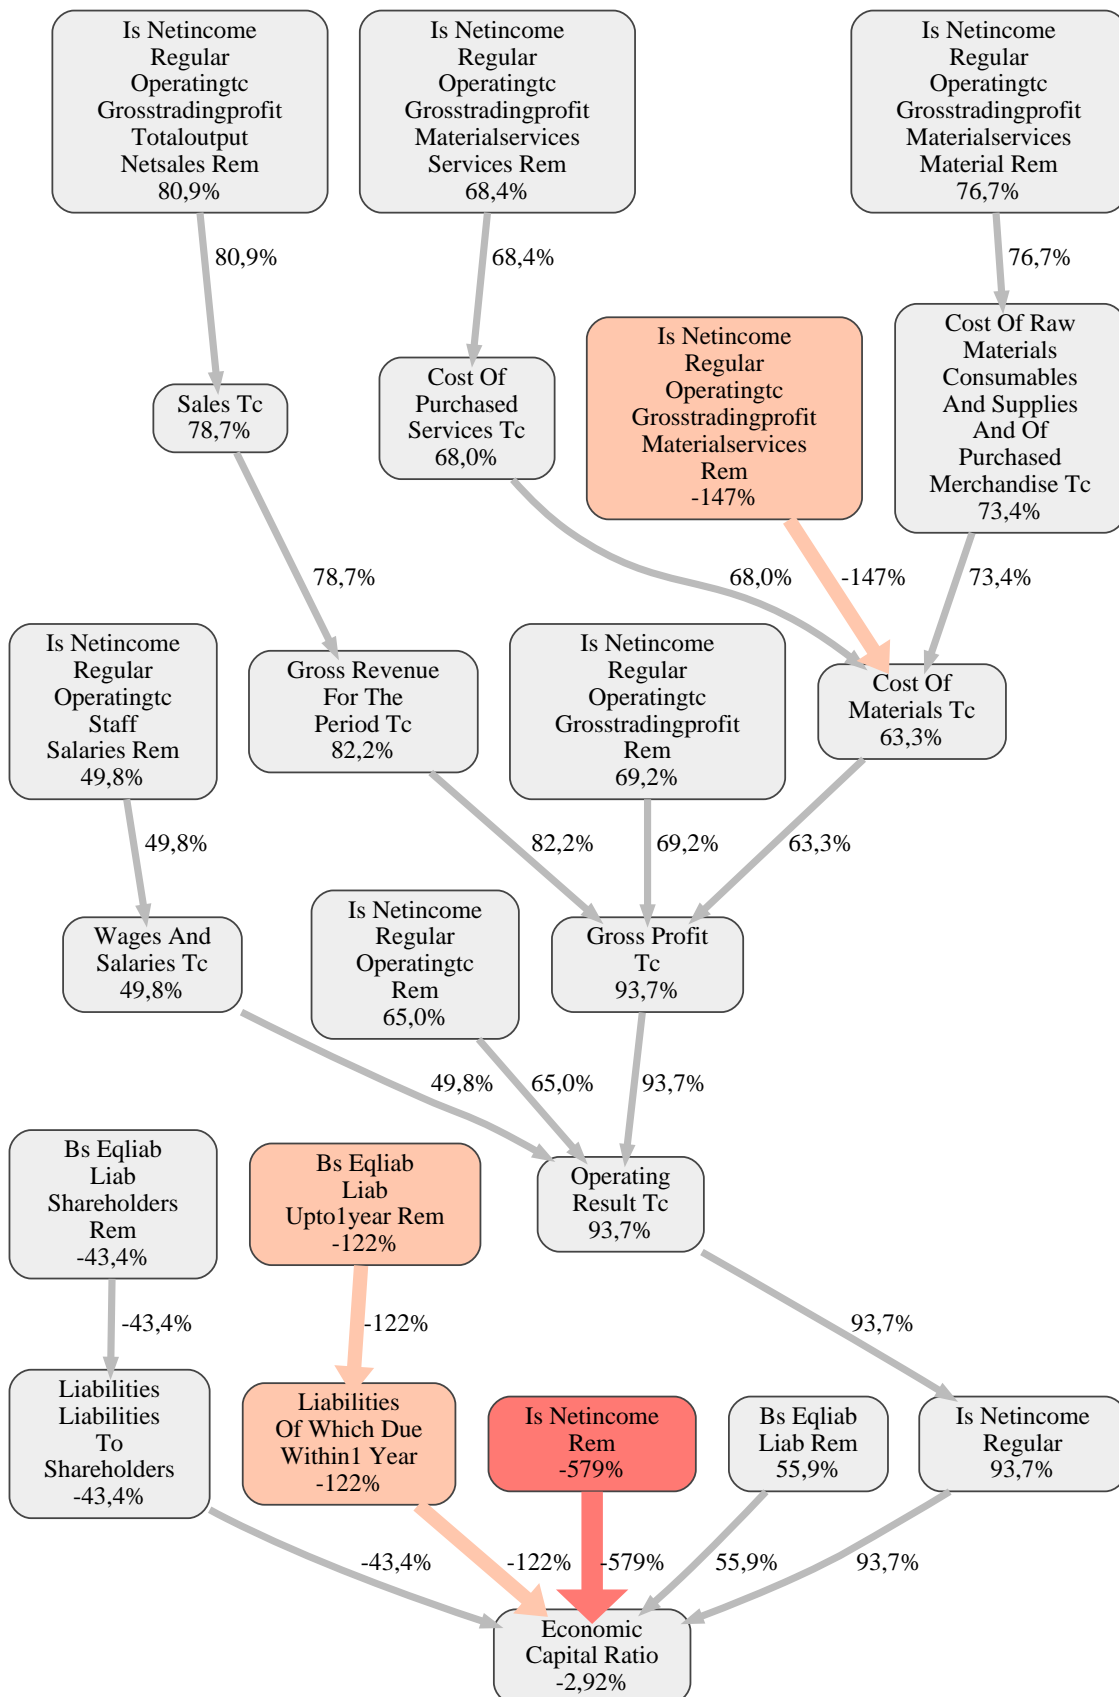 Is Netincome
Regular
Operatingtc
Grosstradingprofit
Totaloutput
Netsales Rem
80,9%
Is Netincome
Regular
Operatingtc
Grosstradingprofit
Materialservices
Services Rem
68,4%
Is Netincome
Regular
Operatingtc
Grosstradingprofit
Materialservices
Material Rem
76,7%
80,9%
68,4%
76,7%
Sales Tc
78,7%
Cost Of
Purchased
Services Tc
68,0%
Is Netincome
Regular
Operatingtc
Grosstradingprofit
Materialservices
Rem
-147%
Cost Of Raw
Materials
Consumables
And Supplies
And Of
Purchased
Merchandise Tc
73,4%
78,7%
68,0%
-147%
73,4%
Is Netincome
Regular
Operatingtc
Staff
Salaries Rem
49,8%
Gross Revenue
For The
Period Tc
82,2%
Is Netincome
Regular
Operatingtc
Grosstradingprofit
Rem
69,2%
Cost Of
Materials Tc
63,3%
49,8%
82,2%
69,2%
63,3%
Wages And
Salaries Tc
49,8%
Is Netincome
Regular
Operatingtc
Rem
65,0%
Gross Profit
Tc
93,7%
49,8%
65,0%
93,7%
Bs Eqliab
Liab
Shareholders
Rem
-43,4%
Bs Eqliab
Liab
Upto1year Rem
-122%
Operating
Result Tc
93,7%
-43,4%
-122%
93,7%
Liabilities
Liabilities
To
Shareholders
-43,4%
Liabilities
Of Which Due
Within1 Year
-122%
Is Netincome
Rem
-579%
Bs Eqliab
Liab Rem
55,9%
Is Netincome
Regular
93,7%
-43,4%
-122%
-579%
55,9%
93,7%
Economic
Capital Ratio
-2,92%